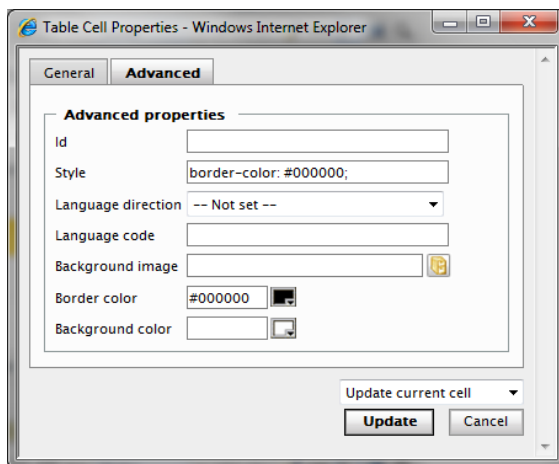 Table Cell Properties - Windows Internet Explorer
General Advanced
Advanced properties
Id
Style border-color: #000000;
Language direction -- Not set --
Language code
Background image
Border color #000000
Background color
Update current cell
Update Cancel